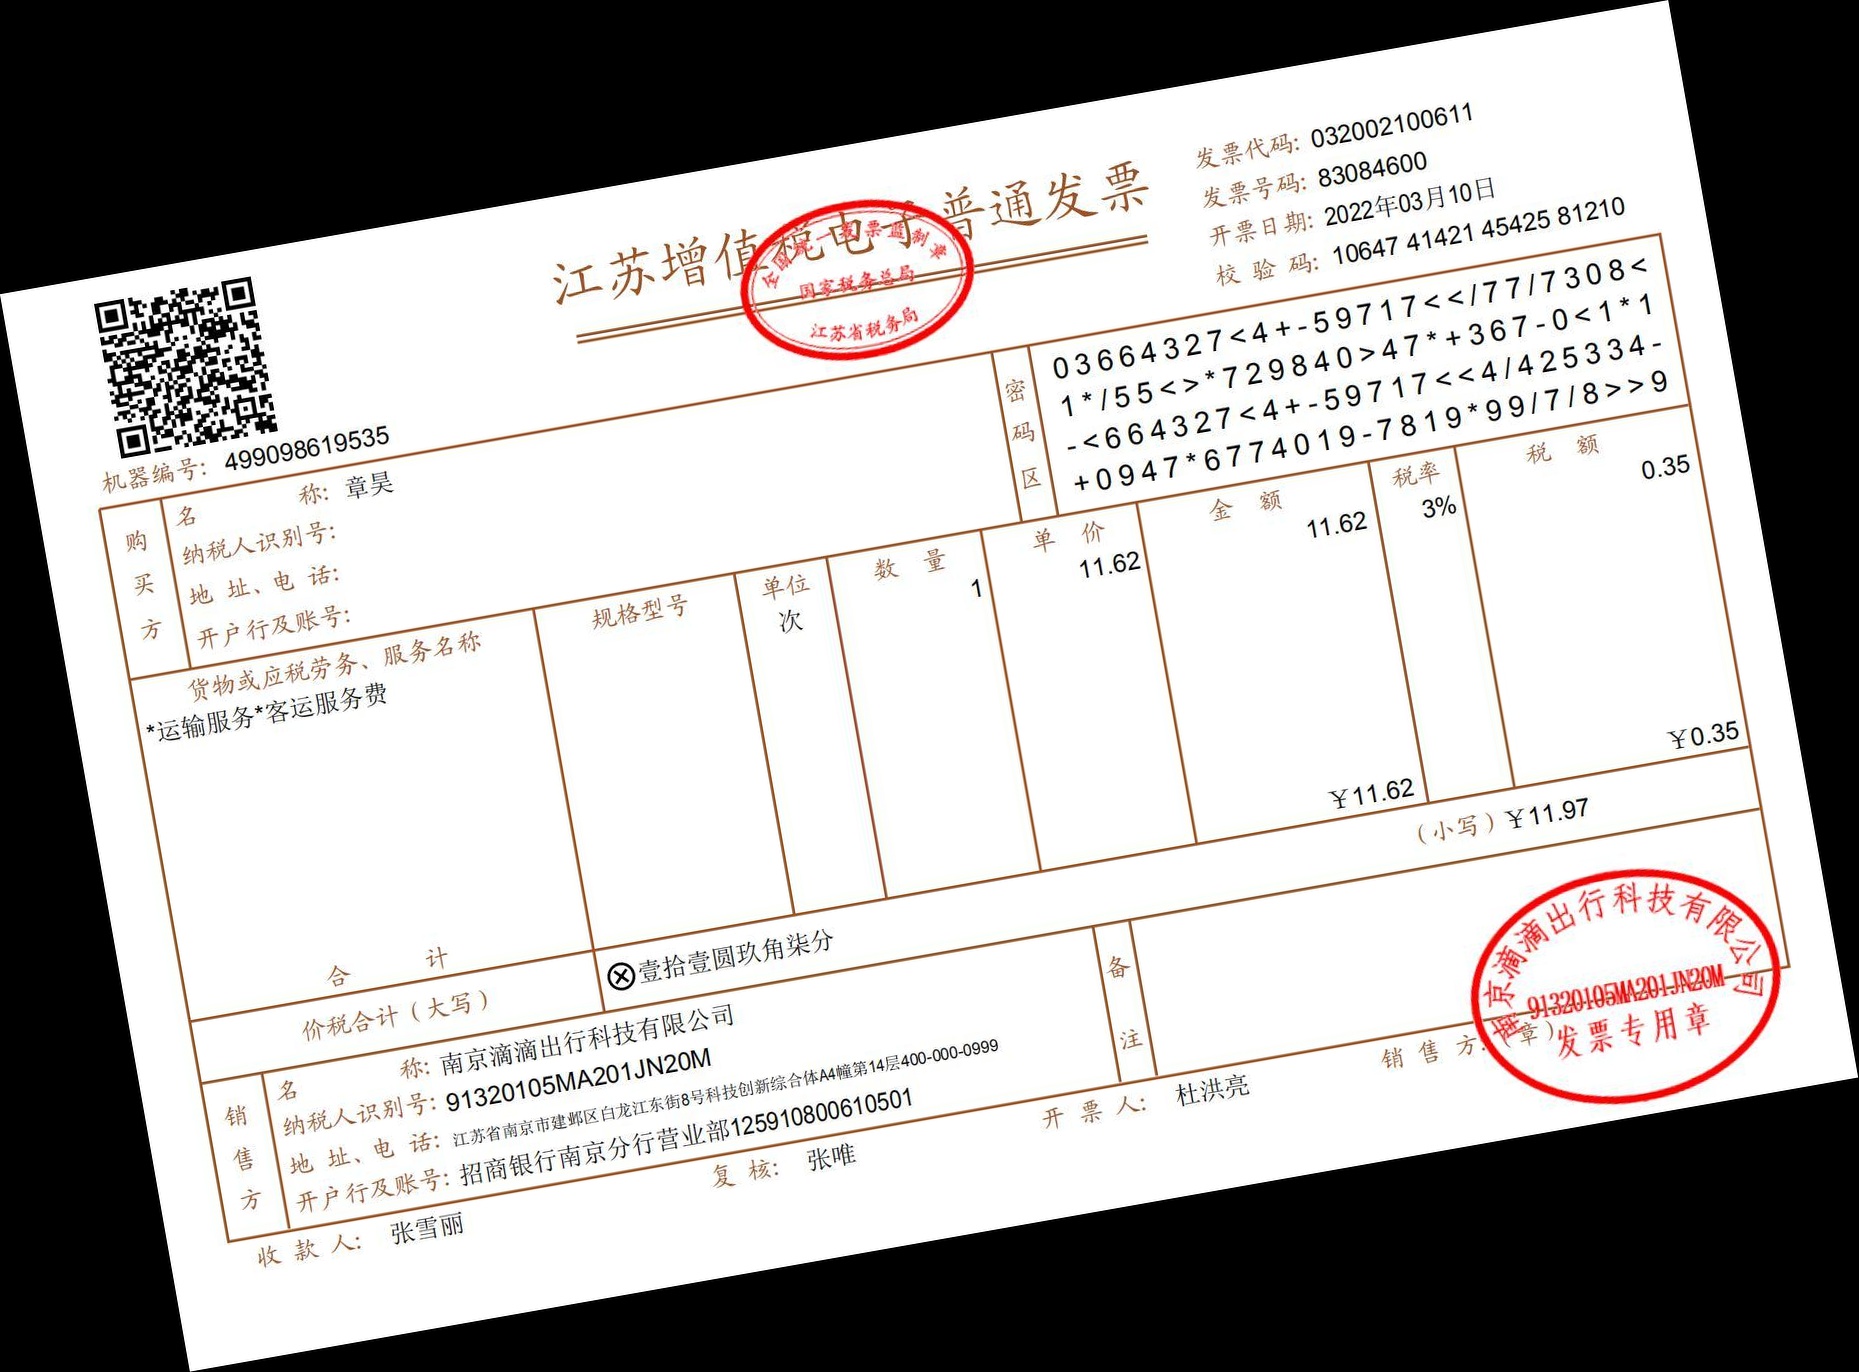 江苏增值税电子普通发票
全国统一发票监制章
国家税务总局
江苏省税务局
发票代码: 032002100611
发票号码: 83084600
开票日期: 2022年03月10日
校 验 码: 10647 41421 45425 81210
机器编号: 499098619535
购买方
名 称: 章昊
纳税人识别号:
地 址、电 话:
开户行及账号:
密码区
03664327<4+-59717<</77/7308<
1*/55<>*729840>47*+367-0<1*1
-<664327<4+-59717<<4/425334-
+0947*6774019-7819*99/7/8>>9
货物或应税劳务、服务名称 规格型号 单位 数 量 单 价 金 额 税率 税 额
*运输服务*客运服务费 次 1 11.62 11.62 3% 0.35
合 计 ￥11.62 ￥0.35
价税合计（大写） ⊗壹拾壹圆玖角柒分 （小写）￥11.97
销售方
名 称: 南京滴滴出行科技有限公司
纳税人识别号: 91320105MA201JN20M
地 址、电 话: 江苏省南京市建邺区白龙江东街8号科技创新综合体A4幢第14层400-000-0999
开户行及账号: 招商银行南京分行营业部125910800610501
备注
收 款 人: 张雪丽 复 核: 张唯 开 票 人: 杜洪亮 销 售 方:（章）
南京滴滴出行科技有限公司
91320105MA201JN20M
发票专用章